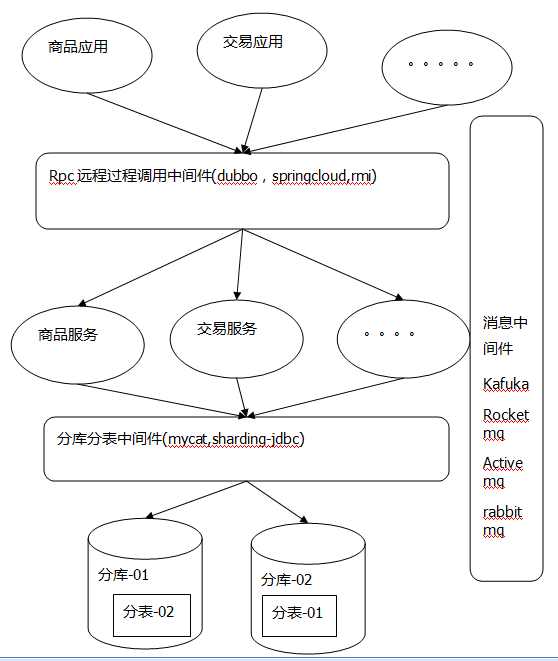 商品应用
交易应用
。。。。。
Rpc远程过程调用中间件(dubbo，springcloud,rmi)
商品服务
交易服务
。。。。
消息中
间件
Kafuka
Rocket
mq
Active
mq
rabbit
mq
分库分表中间件(mycat,sharding-jdbc)
分库-01
分表-02
分库-02
分表-01